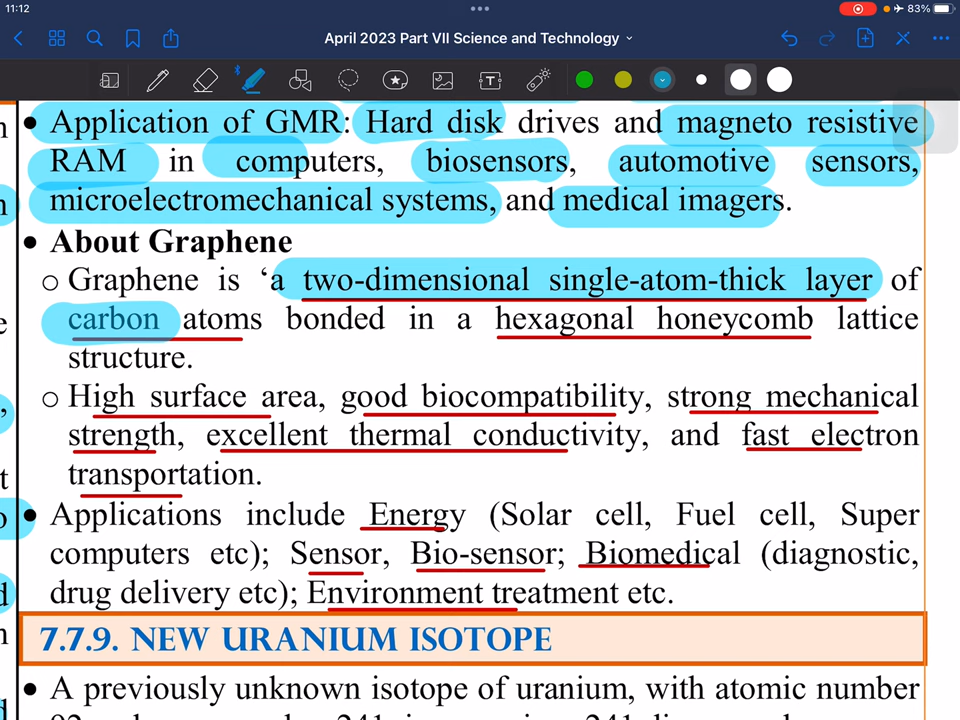 11:12
83%
April 2023 Part VII Science and Technology
• Application of GMR: Hard disk drives and magneto resistive
RAM in computers, biosensors, automotive sensors,
microelectromechanical systems, and medical imagers.
• About Graphene
o Graphene is ‘a two-dimensional single-atom-thick layer of
carbon atoms bonded in a hexagonal honeycomb lattice
structure.
o High surface area, good biocompatibility, strong mechanical
strength, excellent thermal conductivity, and fast electron
transportation.
• Applications include Energy (Solar cell, Fuel cell, Super
computers etc); Sensor, Bio-sensor; Biomedical (diagnostic,
drug delivery etc); Environment treatment etc.
7.7.9. NEW URANIUM ISOTOPE
• A previously unknown isotope of uranium, with atomic number